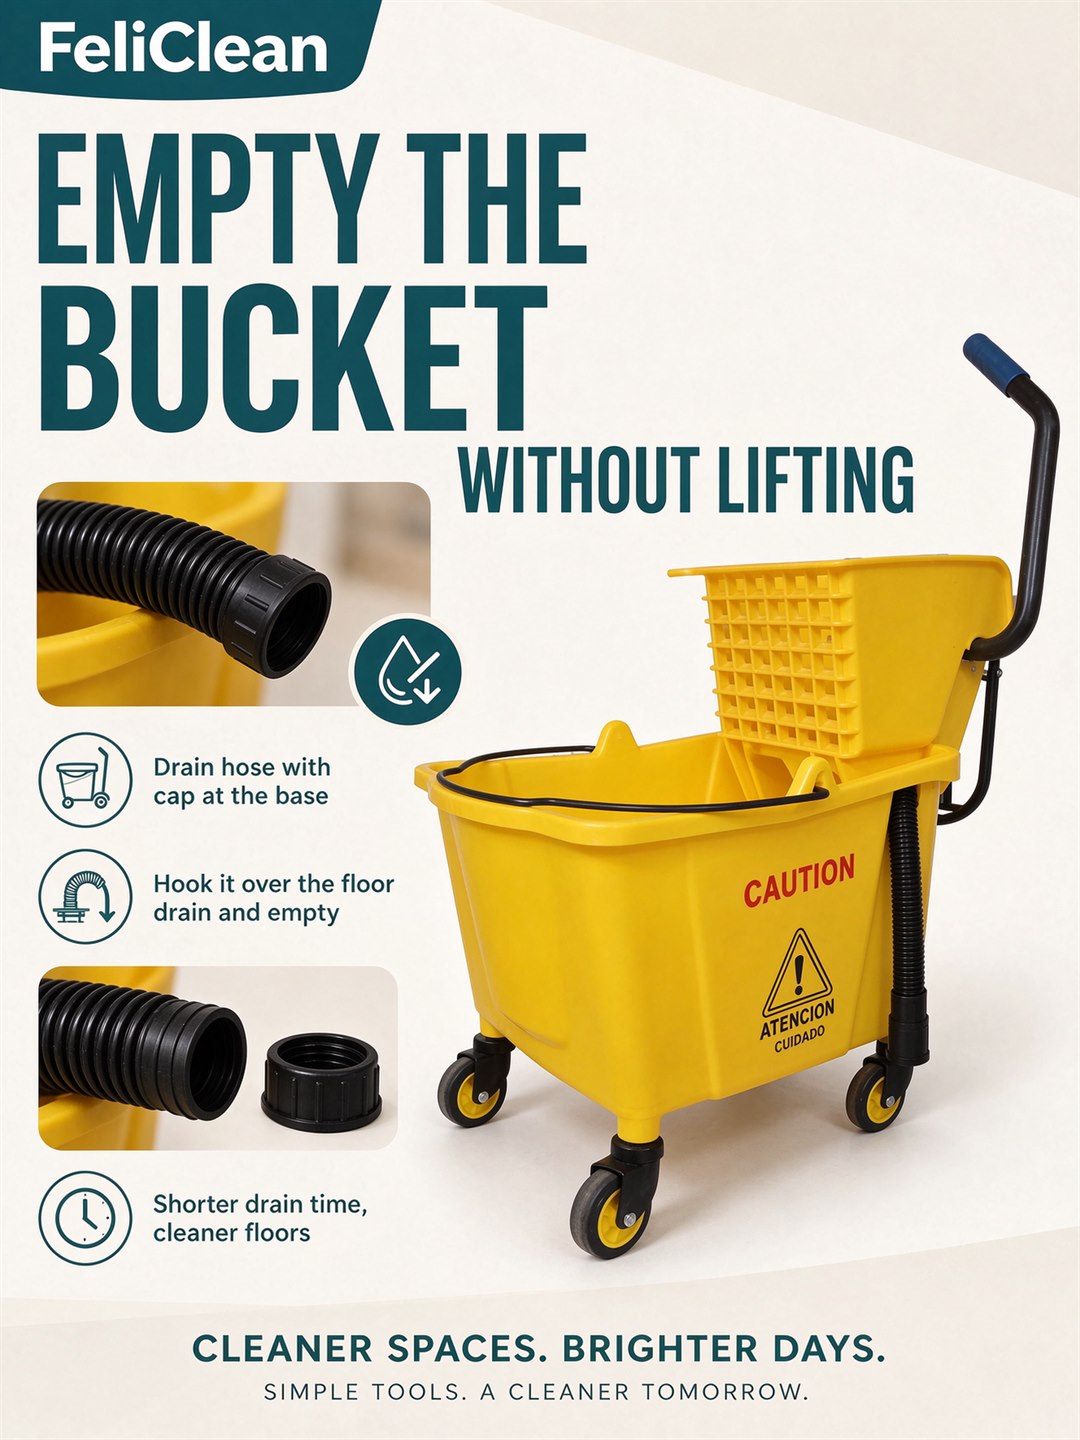 FeliClean
EMPTY THE
BUCKET
WITHOUT LIFTING
Drain hose with
cap at the base
Hook it over the floor
drain and empty
Shorter drain time,
cleaner floors
CAUTION
ATENCION
CUIDADO
CLEANER SPACES. BRIGHTER DAYS.
SIMPLE TOOLS. A CLEANER TOMORROW.